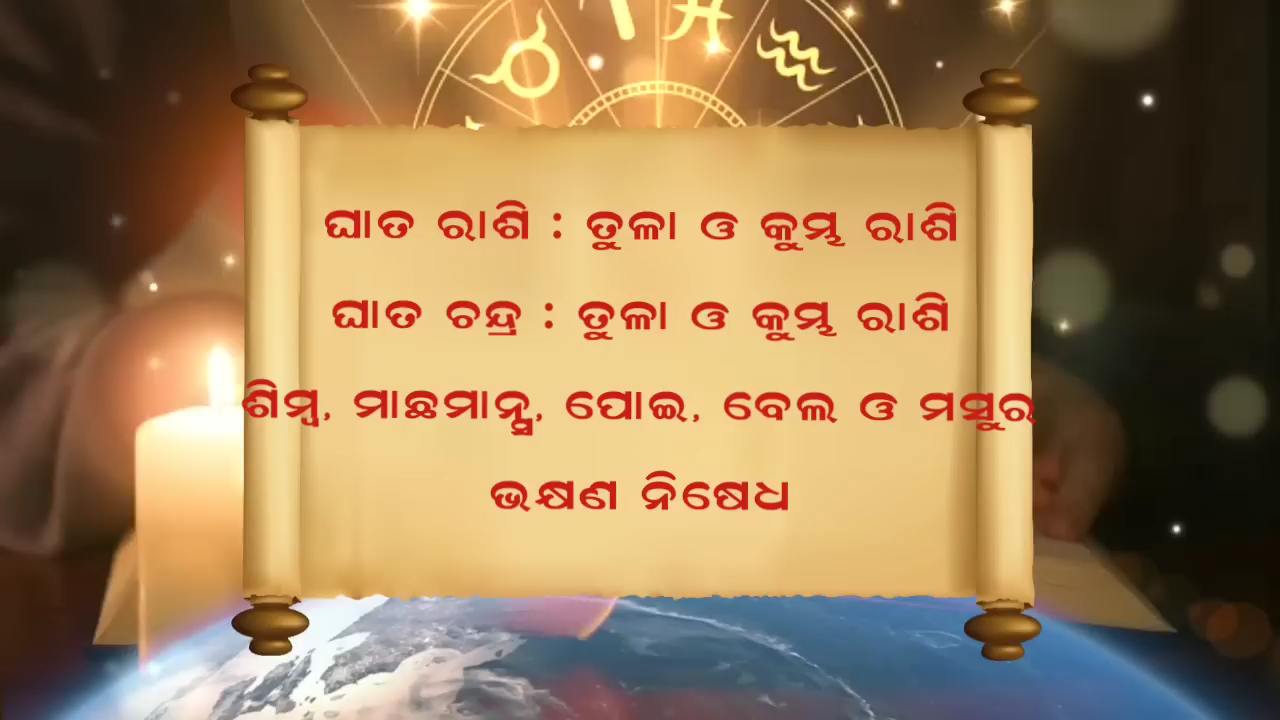 ଘାତ ରାଶି : ତୁଳା ଓ କୁମ୍ଭ ରାଶି
ଘାତ ଚନ୍ଦ୍ର : ତୁଳା ଓ କୁମ୍ଭ ରାଶି
ଶିମ୍ବ, ମାଛମାନ୍ସ, ପୋଇ, ବେଲ ଓ ମସୁର
ଭକ୍ଷଣ ନିଷେଧ